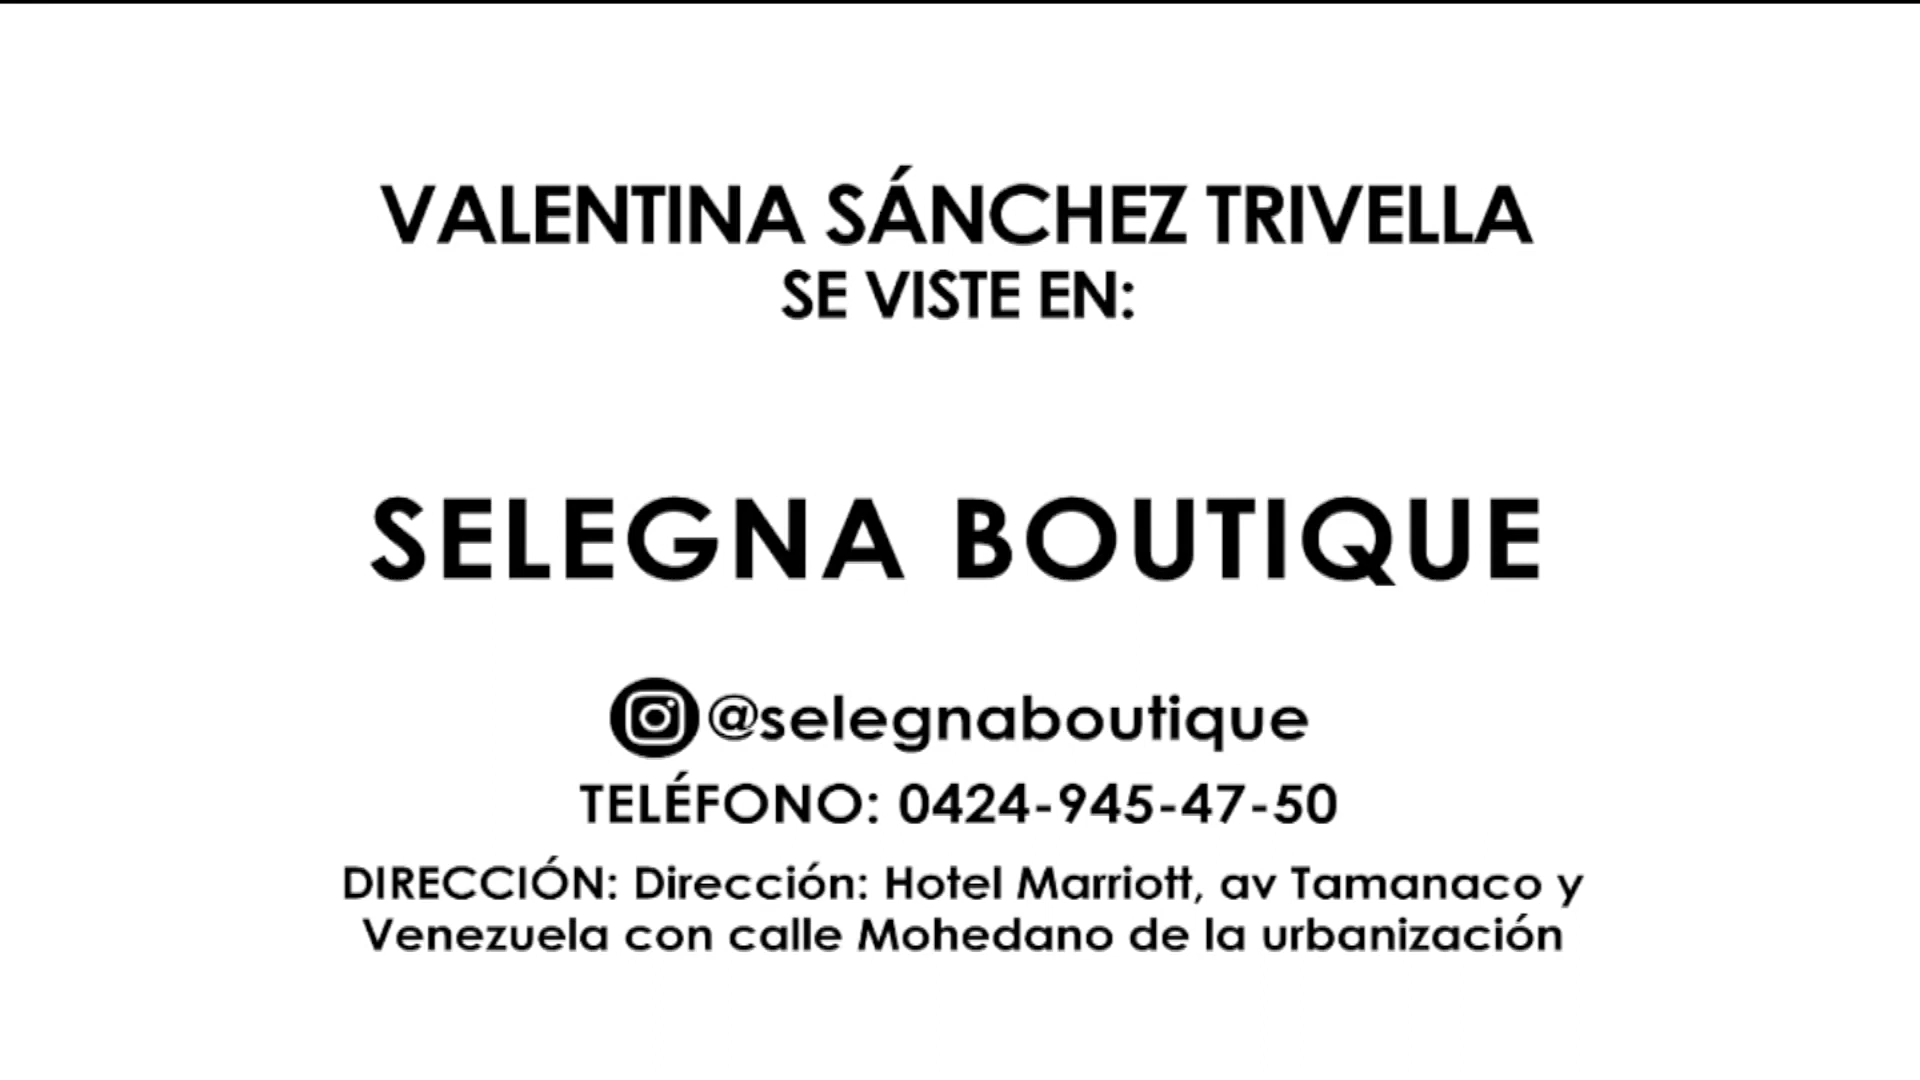 VALENTINA SÁNCHEZ TRIVELLA
SE VISTE EN:
SELEGNA BOUTIQUE
@selegnaboutique
TELÉFONO: 0424-945-47-50
DIRECCIÓN: Dirección: Hotel Marriott, av Tamanaco y
Venezuela con calle Mohedano de la urbanización